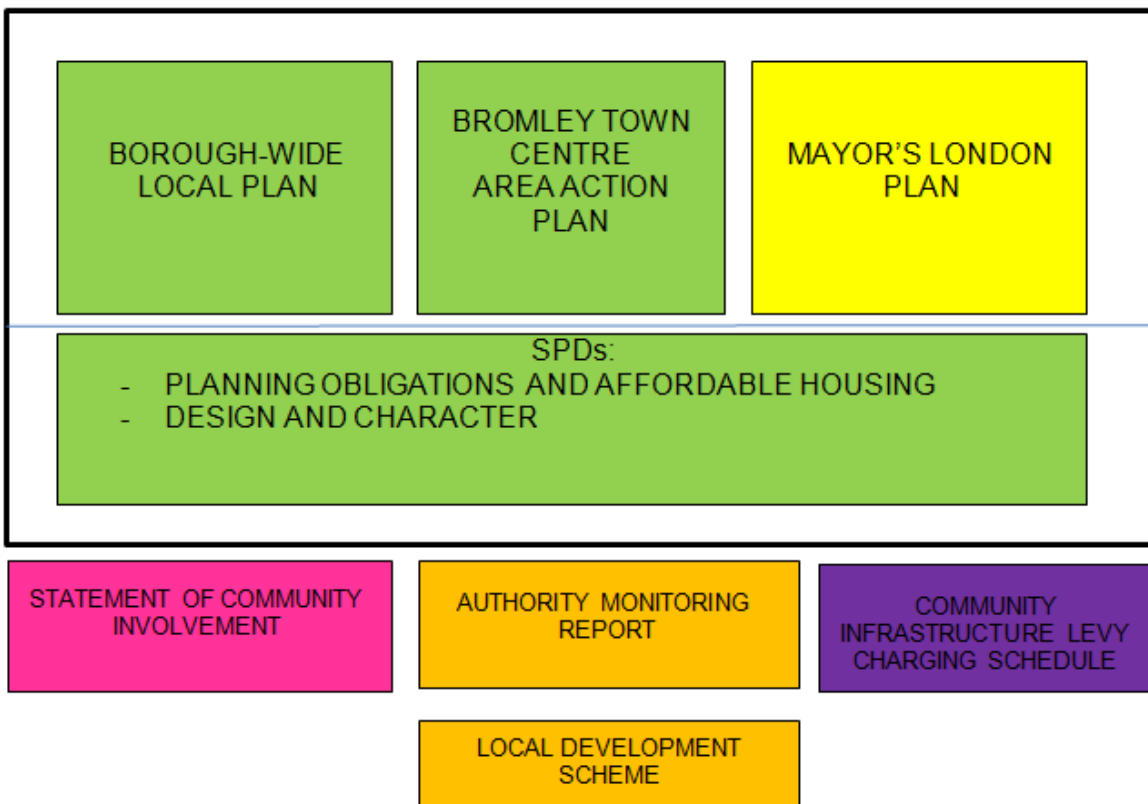 BOROUGH-WIDE
LOCAL PLAN
BROMLEY TOWN
CENTRE
AREA ACTION
PLAN
MAYOR'S LONDON
PLAN
SPDs:
- PLANNING OBLIGATIONS AND AFFORDABLE HOUSING
- DESIGN AND CHARACTER
STATEMENT OF COMMUNITY
INVOLVEMENT
AUTHORITY MONITORING
REPORT
COMMUNITY
INFRASTRUCTURE LEVY
CHARGING SCHEDULE
LOCAL DEVELOPMENT
SCHEME